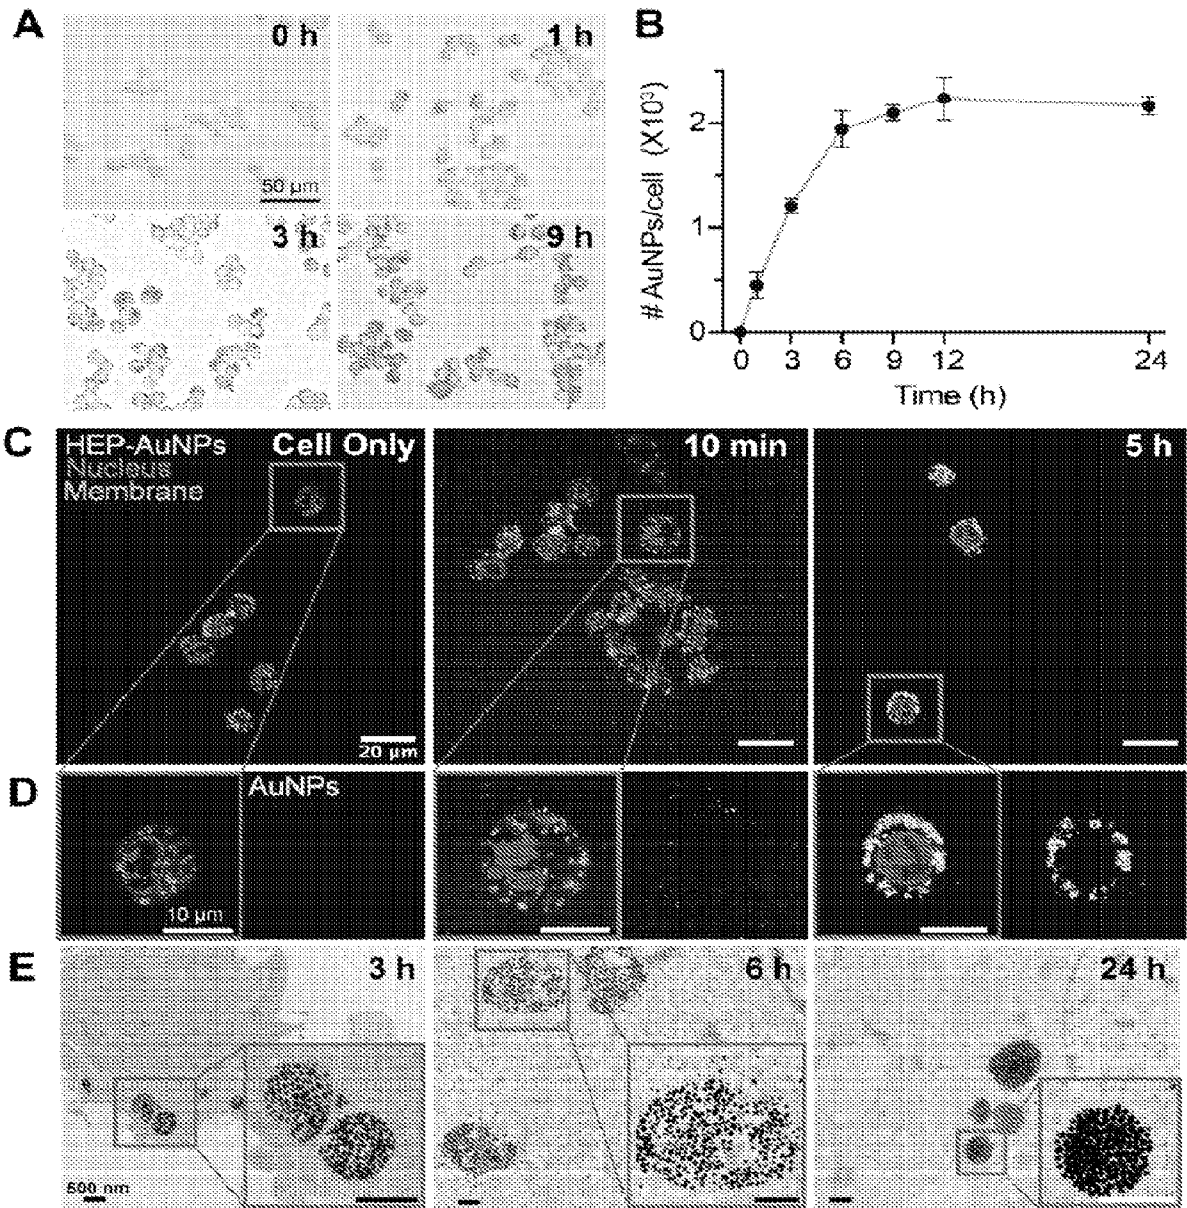 A
0 h
1 h
50 µm
3 h
9 h
B
# AuNPs/cell (X10³)
2
1
0
0 3 6 9 12 24
Time (h)
C
HEP-AuNPs
Nucleus
Membrane
Cell Only
10 min
5 h
20 µm
D
AuNPs
10 µm
E
3 h
6 h
24 h
500 nm